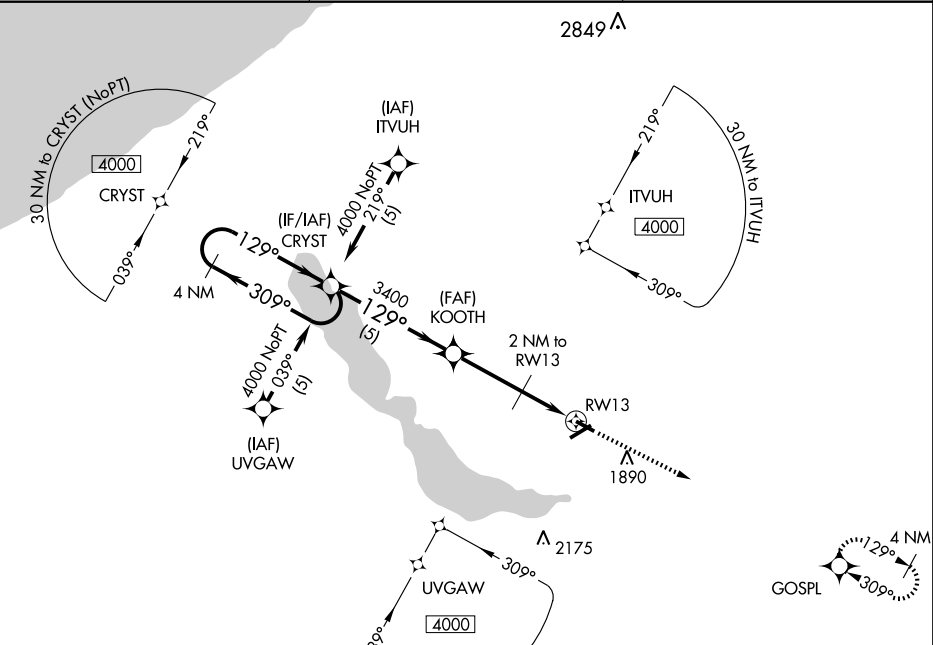 2849
30 NM to CRYST (NoPT)
219°
4000
CRYST
039°
(IAF)
ITVUH
4000 NoPT
219°
(5)
219°
30 NM to ITVUH
ITVUH
4000
309°
(IF/IAF)
CRYST
129°
4 NM
309°
3400
129°
(5)
(FAF)
KOOTH
2 NM to
RW13
RW13
1890
4000 NoPT
039°
(5)
(IAF)
UVGAW
2175
309°
UVGAW
4000
4 NM
129°
309°
GOSPL